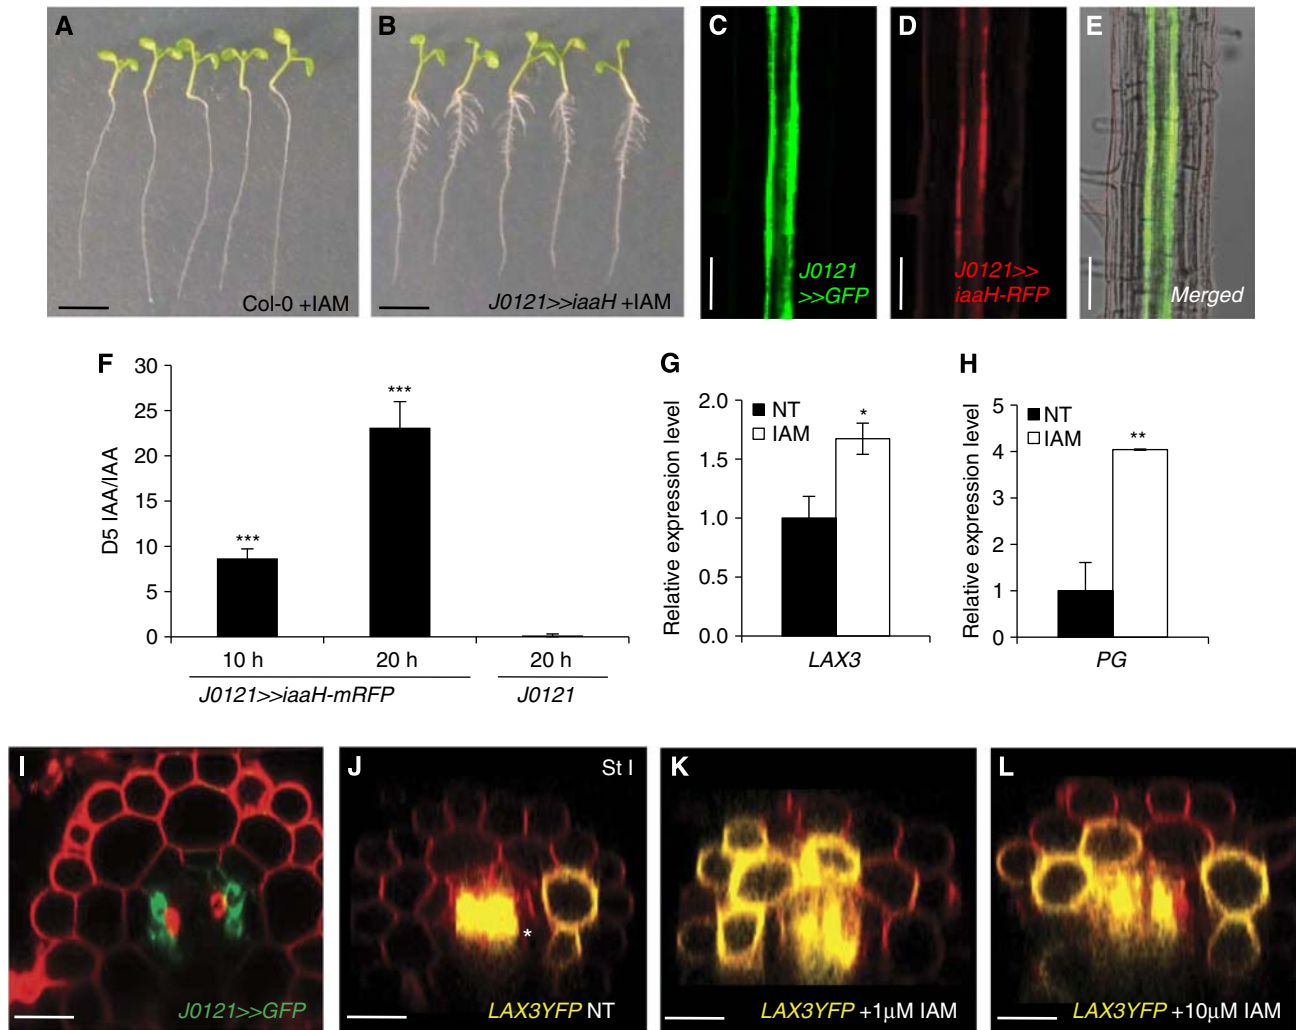 A
Col-0 +IAM
B
J0121>>iaaH +IAM
C
J0121
>>GFP
D
J0121>>
iaaH-RFP
E
Merged
F
D5 IAA/IAA
30
25
20
15
10
5
0
***
***
10 h
20 h
20 h
J0121>>iaaH-mRFP
J0121
G
Relative expression level
2.0
1.5
1.0
0.5
0.0
NT
IAM
*
LAX3
H
Relative expression level
5
4
3
2
1
0
NT
IAM
**
PG
I
J0121>>GFP
J
St I
*
LAX3YFP NT
K
LAX3YFP +1μM IAM
L
LAX3YFP +10μM IAM